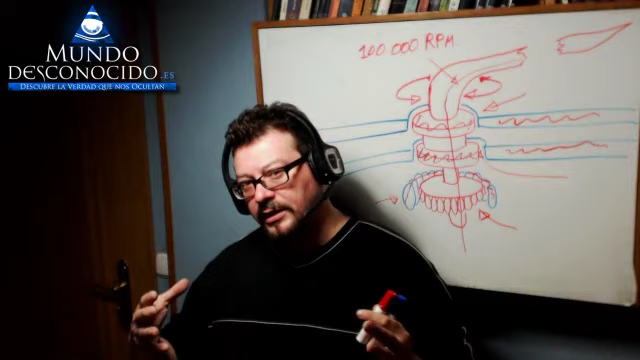 MUNDO
DESCONOCIDO.ES
DESCUBRE LA VERDAD QUE NOS OCULTAN
100.000 RPM.